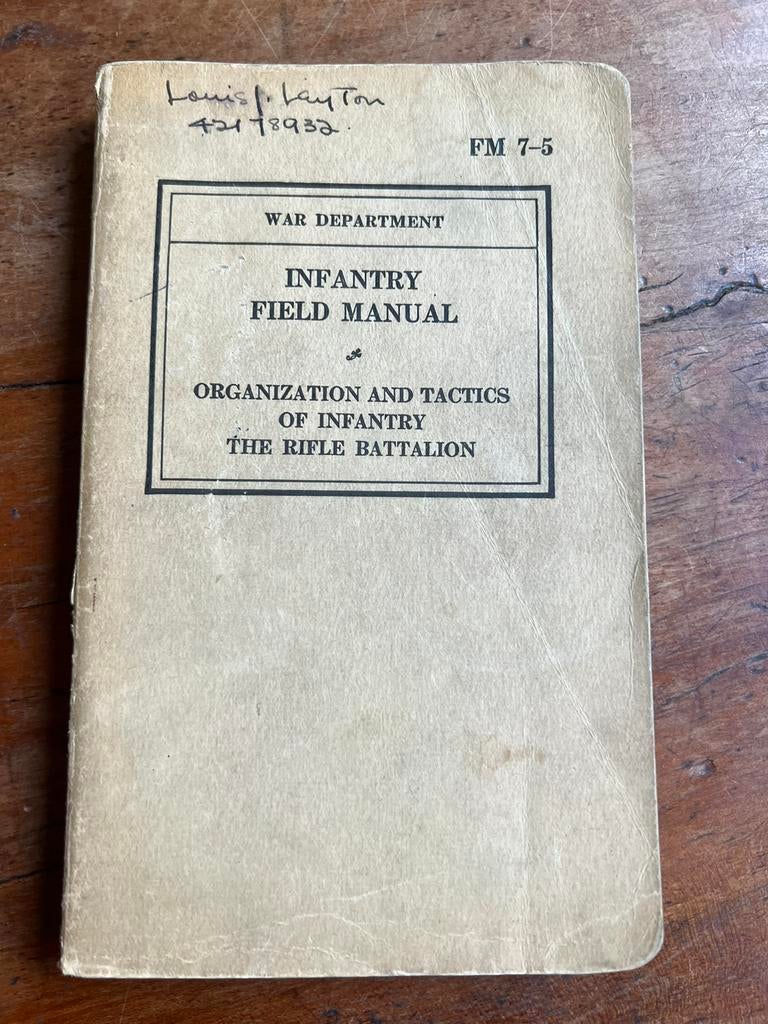 Louis J. Layton
42178932.
FM 7–5
WAR DEPARTMENT
INFANTRY
FIELD MANUAL
ORGANIZATION AND TACTICS
OF INFANTRY
THE RIFLE BATTALION